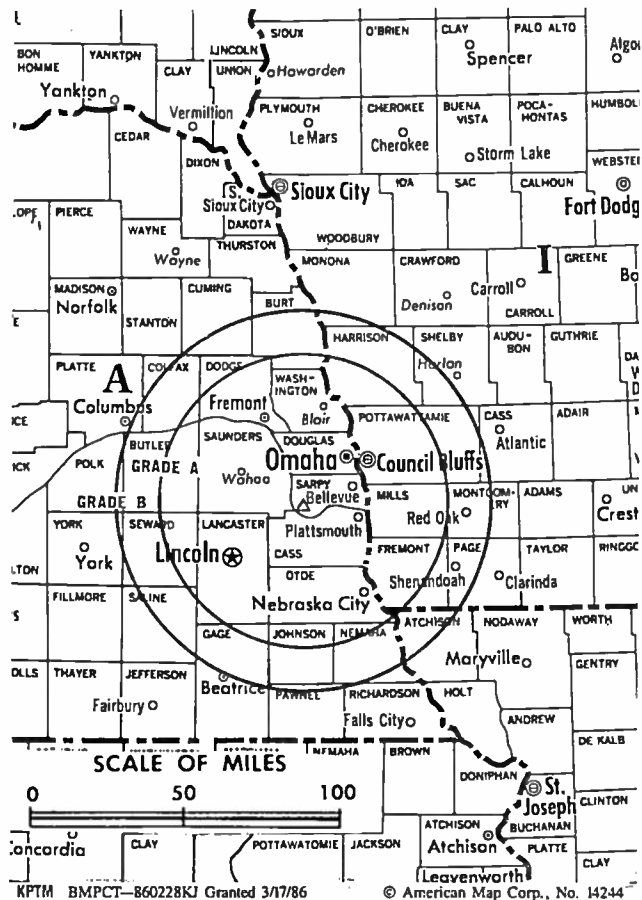 SIOUX O'BRIEN CLAY PALO ALTO
BON HOMME YANKTON LINCOLN
CLAY UNION Hawarden Spencer
Yankton Vermillion
PLYMOUTH CHEROKEE BUENA VISTA POCA-HONTAS
Le Mars Cherokee Storm Lake
CEDAR DIXON
S. Sioux City Sioux City IDA SAC CALHOUN
PIERCE WAYNE DAKOTA
Wayne THURSTON WOODBURY
MONONA CRAWFORD I GREENE
MADISON CUMING Denison Carroll
Norfolk STANTON BURT CARROLL
HARRISON SHELBY AUDU-BON GUTHRIE
PLATTE COLFAX DODGE Harlan
A WASH-INGTON
Columbus Fremont Blair POTTAWATTAMIE CASS ADAIR
BUTLER SAUNDERS DOUGLAS Atlantic
POLK GRADE A Wahoo Omaha Council Bluffs
SARPY Bellevue MILLS MONTGOM-ERY ADAMS
GRADE B Plattsmouth Red Oak
YORK SEWARD LANCASTER
York Lincoln CASS FREMONT PAGE TAYLOR
OTOE Shenandoah Clarinda
FILLMORE SALINE Nebraska City
GAGE JOHNSON NEMAHA ATCHISON NODAWAY WORTH
Maryville GENTRY
THAYER JEFFERSON Beatrice PAWNEE RICHARDSON HOLT
Fairbury Falls City ANDREW
DE KALB
NEMAHA BROWN
SCALE OF MILES
DONIPHAN St. Joseph
0 50 100
CLINTON
ATCHISON BUCHANAN
CLAY POTTAWATOMIE JACKSON Atchison PLATTE
CLAY
Leavenworth
KPTM BMPCT—860228KJ Granted 3/17/86 © American Map Corp., No. 14244